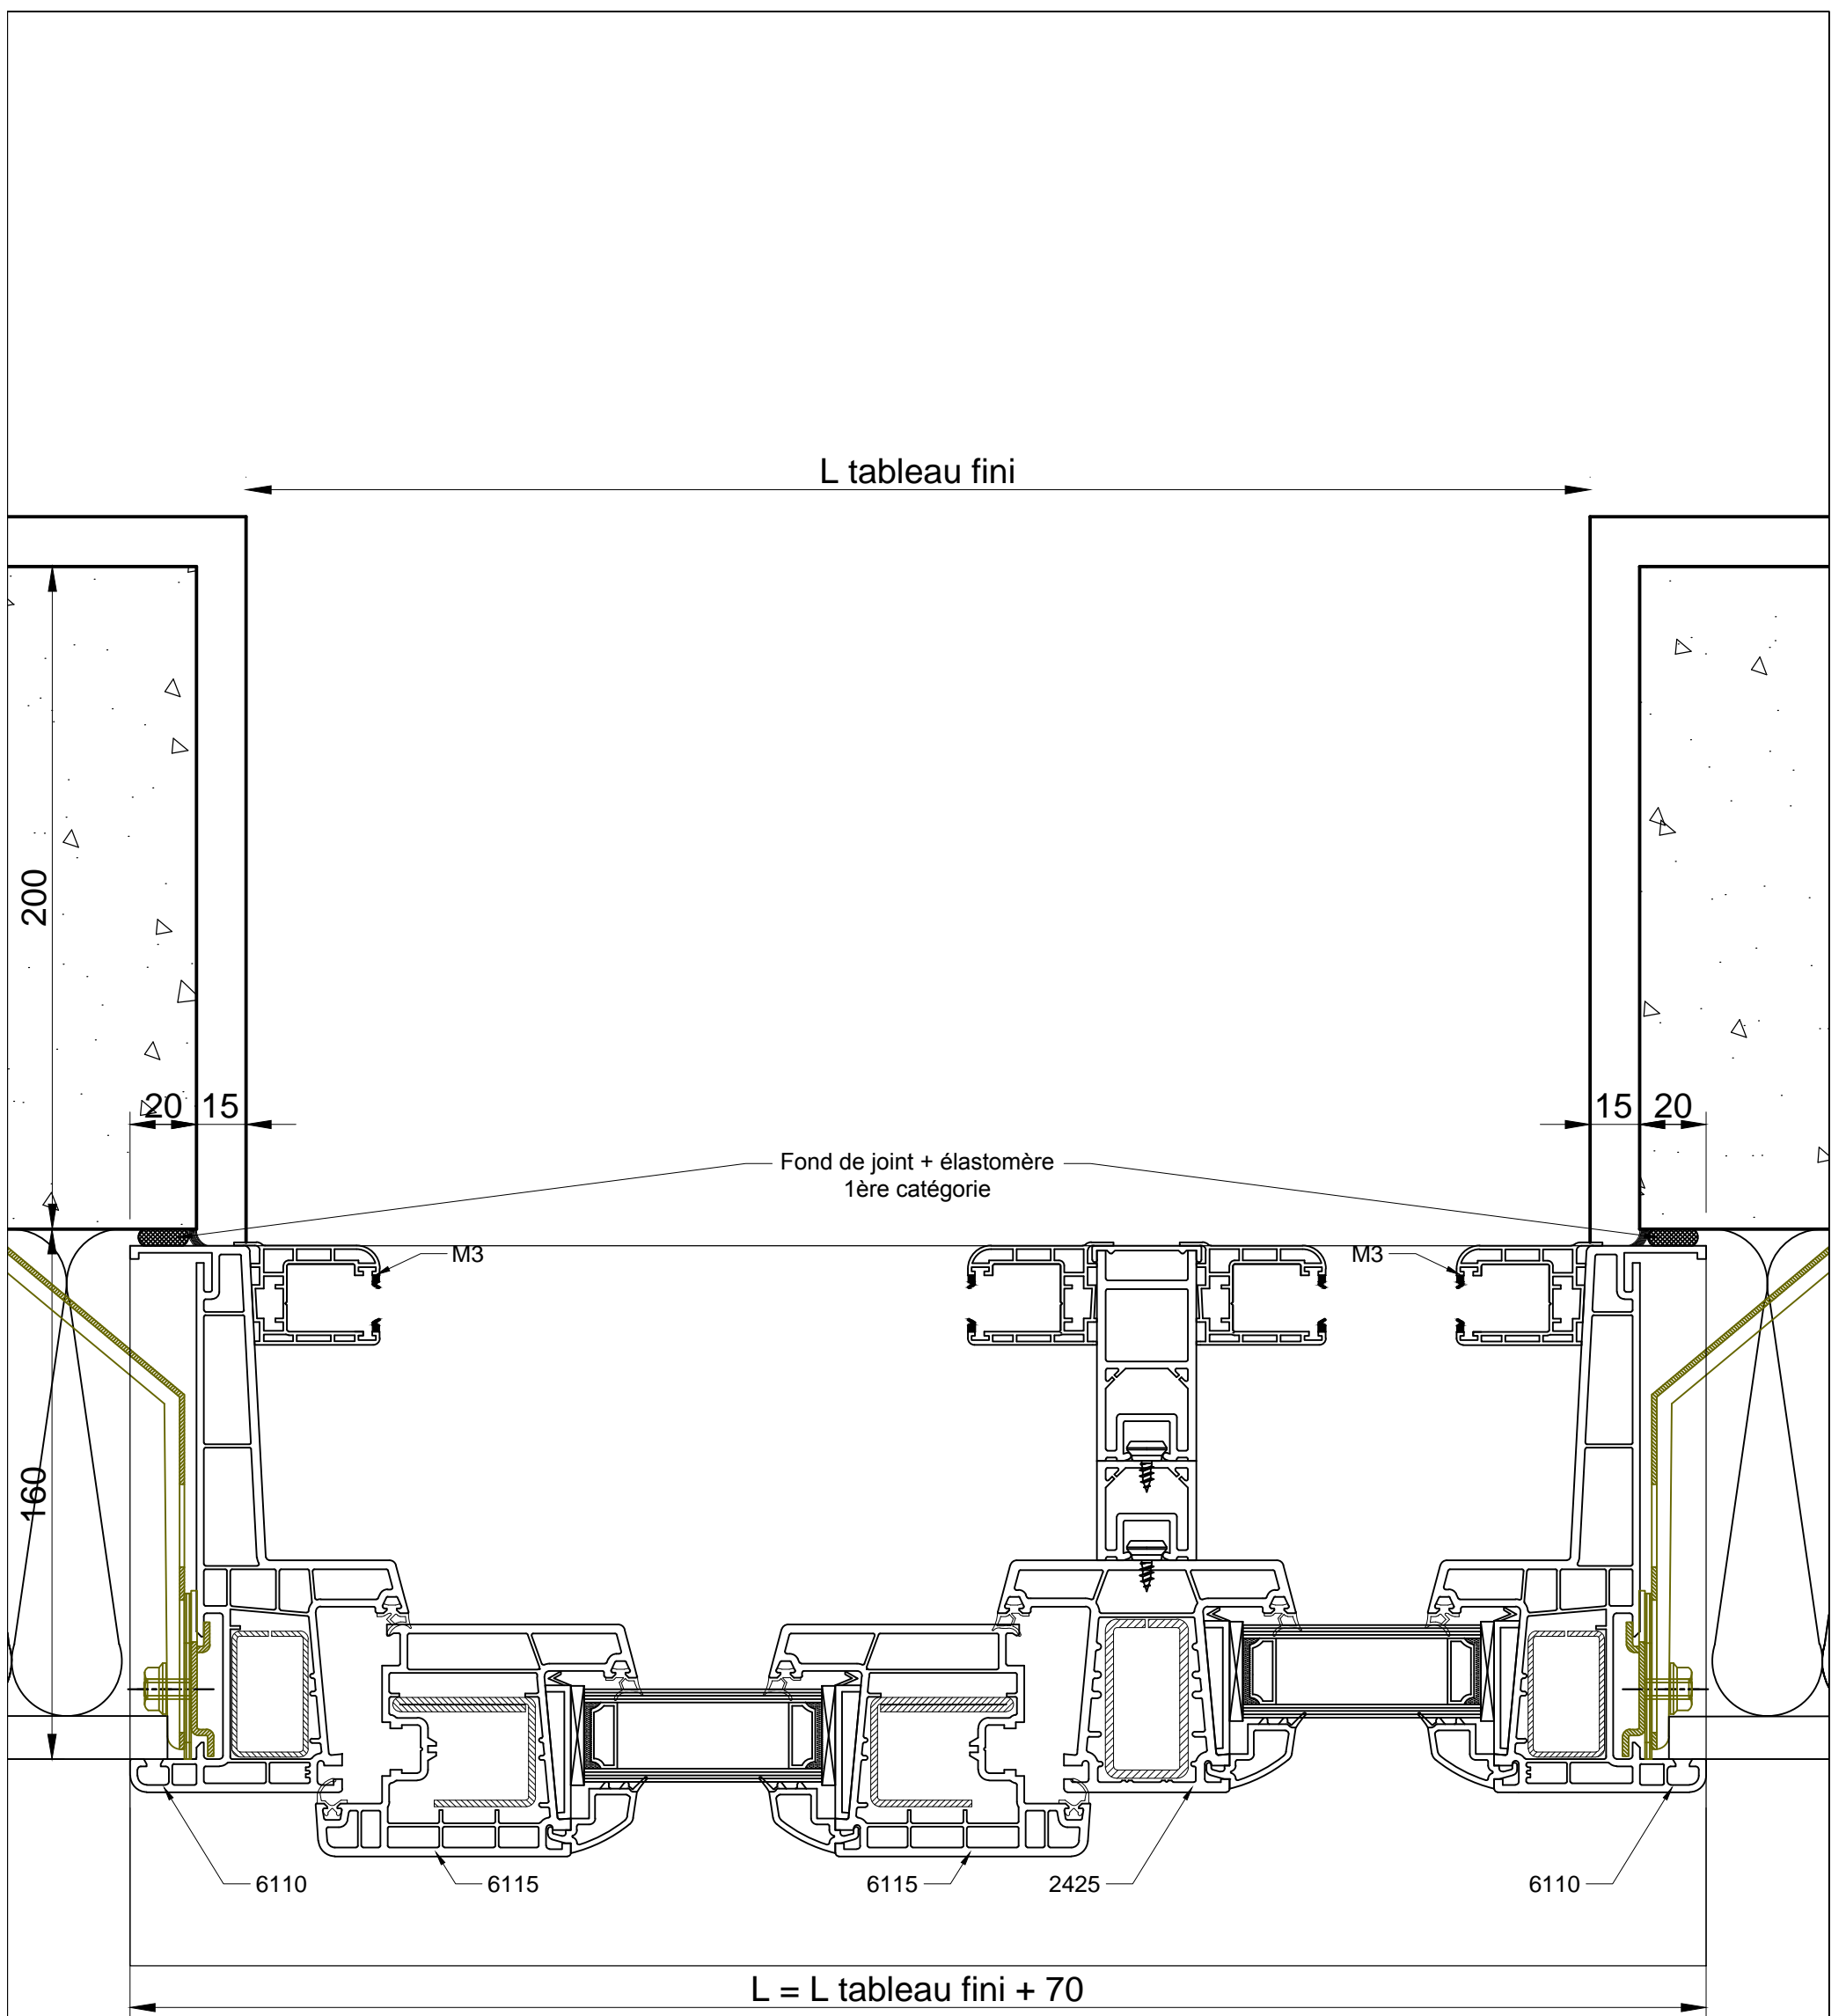 L tableau fini
200
20 15
15 20
Fond de joint + élastomère
1ère catégorie
M3
M3
160
6110
6115
6115
2425
6110
L = L tableau fini + 70